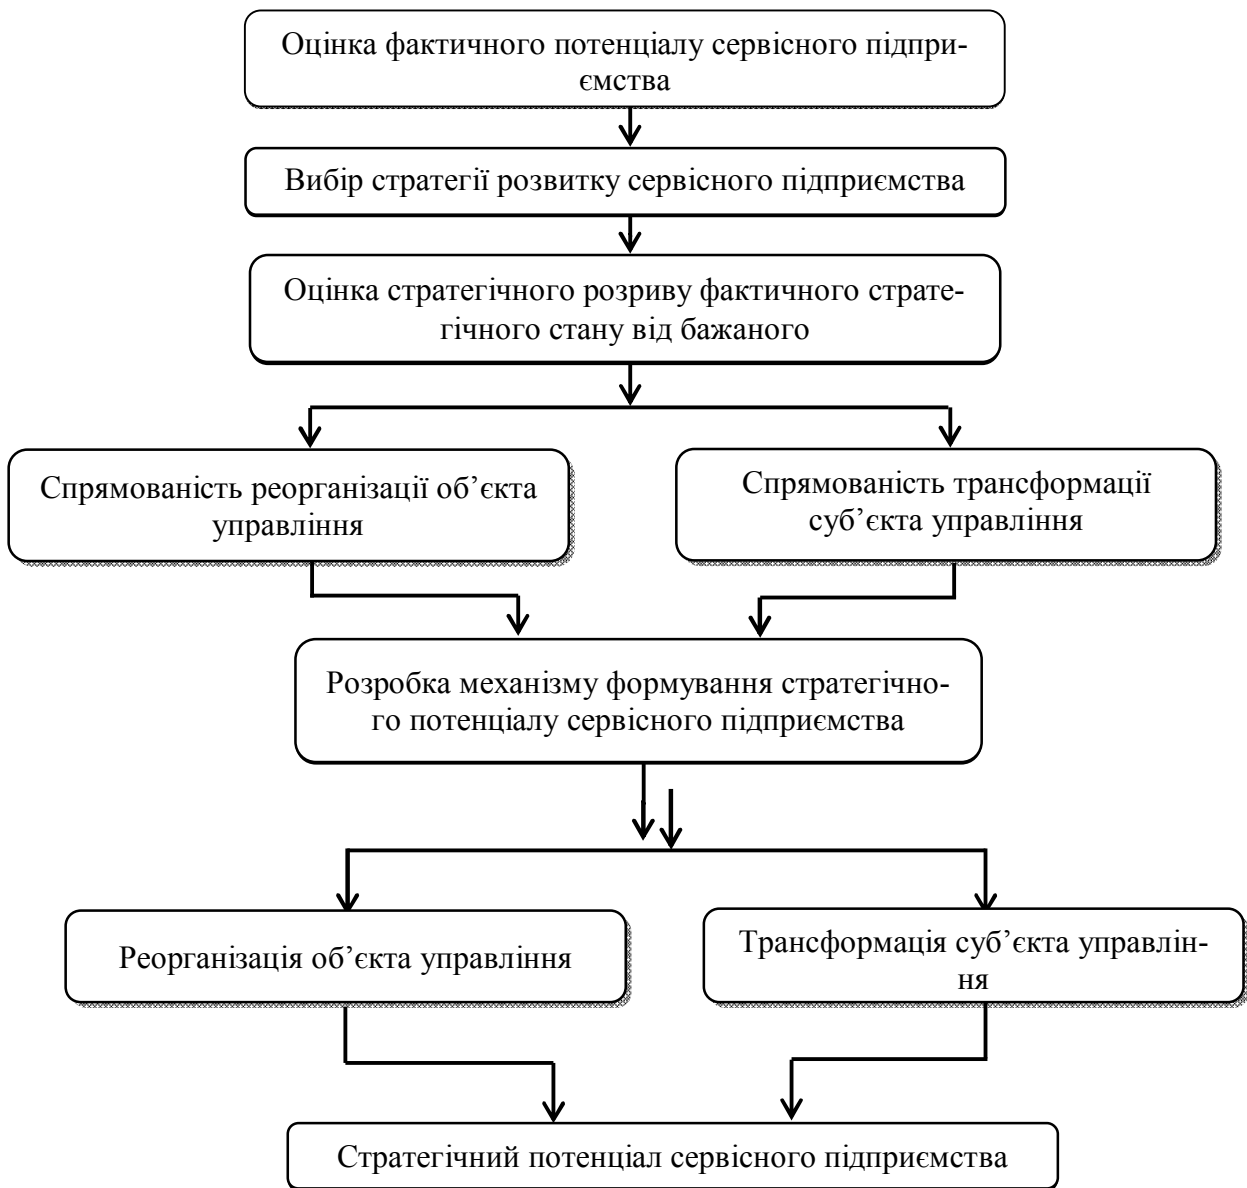 Оцінка фактичного потенціалу сервісного підпри-
ємства
Вибір стратегії розвитку сервісного підприємства
Оцінка стратегічного розриву фактичного страте-
гічного стану від бажаного
Спрямованість реорганізації об’єкта
управління
Спрямованість трансформації
суб’єкта управління
Розробка механізму формування стратегічно-
го потенціалу сервісного підприємства
Реорганізація об’єкта управління
Трансформація суб’єкта управлін-
ня
Стратегічний потенціал сервісного підприємства